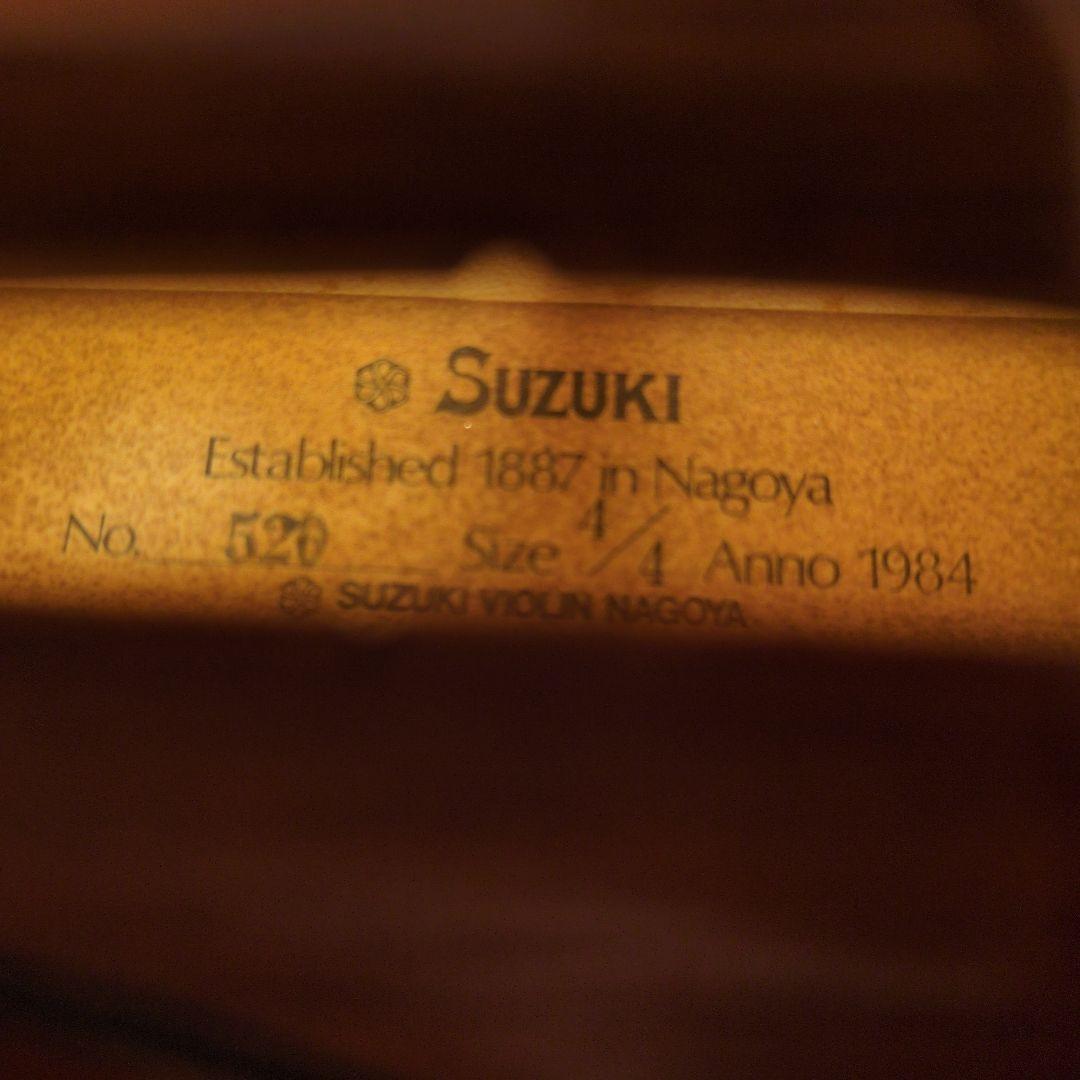 SUZUKI
Established 1887 in Nagoya
No. 520 Size 4/4 Anno 1984
SUZUKI VIOLIN NAGOYA